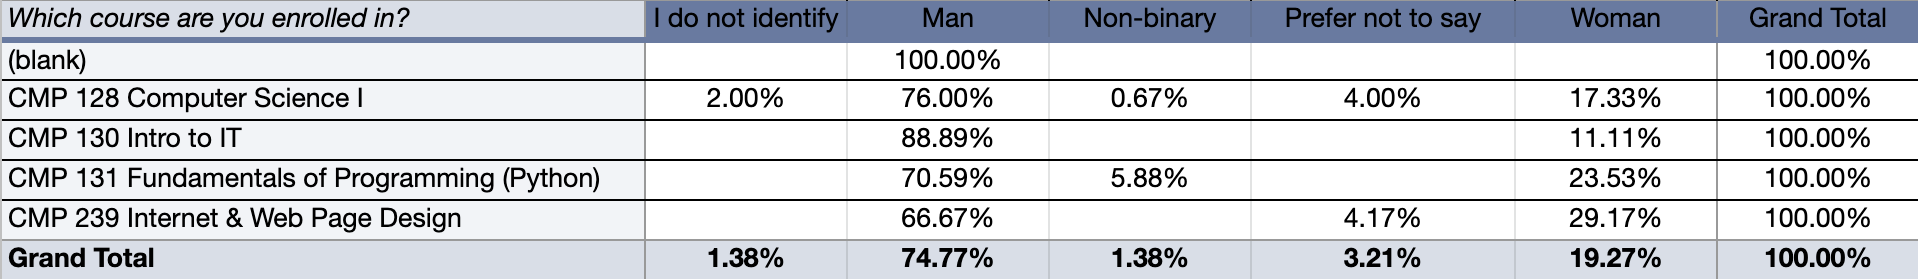 Which course are you enrolled in? I do not identify Man Non-binary Prefer not to say Woman Grand Total
(blank) 100.00% 100.00%
CMP 128 Computer Science I 2.00% 76.00% 0.67% 4.00% 17.33% 100.00%
CMP 130 Intro to IT 88.89% 11.11% 100.00%
CMP 131 Fundamentals of Programming (Python) 70.59% 5.88% 23.53% 100.00%
CMP 239 Internet & Web Page Design 66.67% 4.17% 29.17% 100.00%
Grand Total 1.38% 74.77% 1.38% 3.21% 19.27% 100.00%